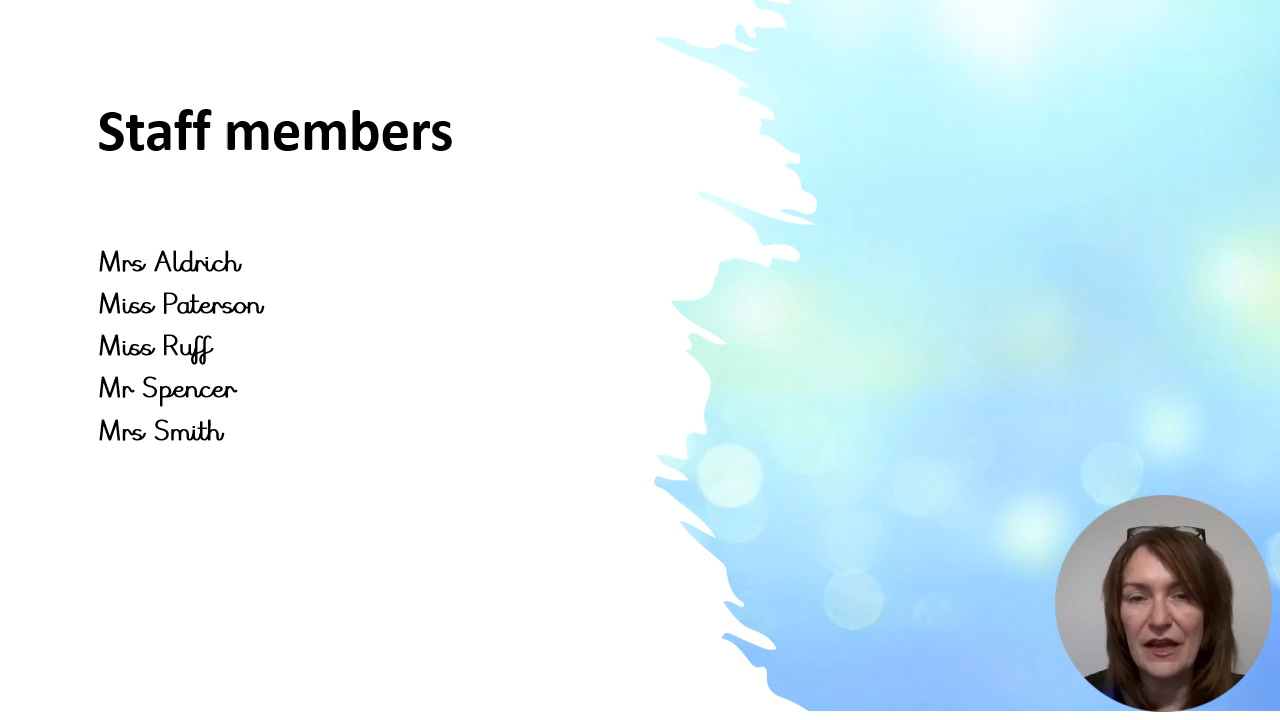 Staff members
Mrs Aldrich
Miss Paterson
Miss Ruff
Mr Spencer
Mrs Smith